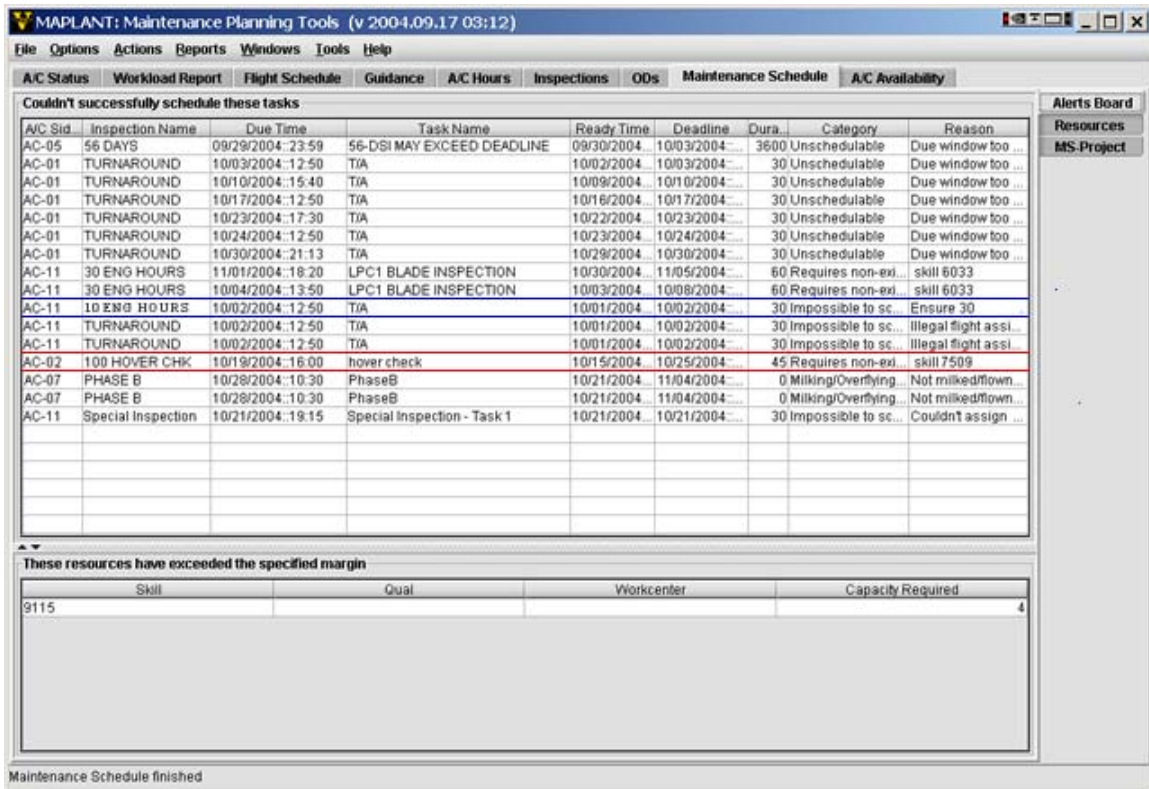 MAPLANT: Maintenance Planning Tools (v 2004.09.17 03:12)
File Options Actions Reports Windows Tools Help
A/C Status Workload Report Flight Schedule Guidance A/C Hours Inspections ODs Maintenance Schedule A/C Availability
Couldn't successfully schedule these tasks
Alerts Board
Resources
MS-Project
A/C Sid... Inspection Name Due Time Task Name Ready Time Deadline Dura... Category Reason
AC-05 56 DAYS 09/29/2004::23:59 56-DSI MAY EXCEED DEADLINE 09/30/2004... 10/03/2004::... 3600 Unschedulable Due window too ...
AC-01 TURNAROUND 10/03/2004::12:50 T/A 10/02/2004... 10/03/2004::... 30 Unschedulable Due window too ...
AC-01 TURNAROUND 10/10/2004::15:40 T/A 10/09/2004... 10/10/2004::... 30 Unschedulable Due window too ...
AC-01 TURNAROUND 10/17/2004::12:50 T/A 10/16/2004... 10/17/2004::... 30 Unschedulable Due window too ...
AC-01 TURNAROUND 10/23/2004::17:30 T/A 10/22/2004... 10/23/2004::... 30 Unschedulable Due window too ...
AC-01 TURNAROUND 10/24/2004::12:50 T/A 10/23/2004... 10/24/2004::... 30 Unschedulable Due window too ...
AC-01 TURNAROUND 10/30/2004::21:13 T/A 10/29/2004... 10/30/2004::... 30 Unschedulable Due window too ...
AC-11 30 ENG HOURS 11/01/2004::18:20 LPC1 BLADE INSPECTION 10/30/2004... 11/05/2004::... 60 Requires non-exi... skill 6033
AC-11 30 ENG HOURS 10/04/2004::13:50 LPC1 BLADE INSPECTION 10/03/2004... 10/08/2004::... 60 Requires non-exi... skill 6033
AC-11 10 ENG HOURS 10/02/2004::12:50 T/A 10/01/2004... 10/02/2004::... 30 Impossible to sc... Ensure 30
AC-11 TURNAROUND 10/02/2004::12:50 T/A 10/01/2004... 10/02/2004::... 30 Impossible to sc... Illegal flight assi...
AC-11 TURNAROUND 10/02/2004::12:50 T/A 10/01/2004... 10/02/2004::... 30 Impossible to sc... Illegal flight assi...
AC-02 100 HOVER CHK 10/19/2004::16:00 hover check 10/15/2004... 10/25/2004::... 45 Requires non-exi... skill 7509
AC-07 PHASE B 10/28/2004::10:30 PhaseB 10/21/2004... 11/04/2004::... 0 Milking/Overflying... Not milked/flown...
AC-07 PHASE B 10/28/2004::10:30 PhaseB 10/21/2004... 11/04/2004::... 0 Milking/Overflying... Not milked/flown...
AC-11 Special Inspection 10/21/2004::19:15 Special Inspection - Task 1 10/21/2004... 10/21/2004::... 30 Impossible to sc... Couldn't assign ...
These resources have exceeded the specified margin
Skill Qual Workcenter Capacity Required
9115 4
Maintenance Schedule finished